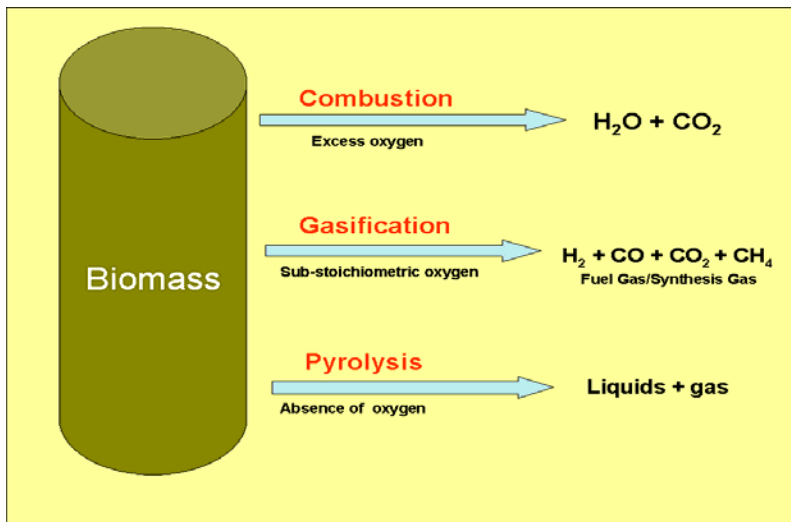 Biomass
Combustion
Excess oxygen
H₂O + CO₂
Gasification
Sub-stoichiometric oxygen
H₂ + CO + CO₂ + CH₄
Fuel Gas/Synthesis Gas
Pyrolysis
Absence of oxygen
Liquids + gas